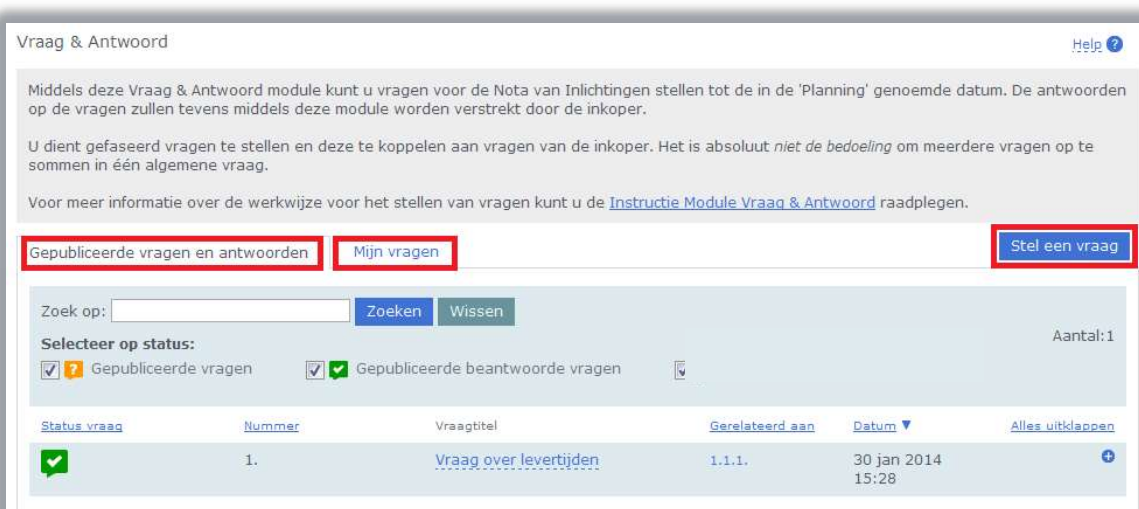 Vraag & Antwoord
Help ?
Middels deze Vraag & Antwoord module kunt u vragen voor de Nota van Inlichtingen stellen tot de in de 'Planning' genoemde datum. De antwoorden
op de vragen zullen tevens middels deze module worden verstrekt door de inkoper.
U dient gefaseerd vragen te stellen en deze te koppelen aan vragen van de inkoper. Het is absoluut niet de bedoeling om meerdere vragen op te
sommen in één algemene vraag.
Voor meer informatie over de werkwijze voor het stellen van vragen kunt u de Instructie Module Vraag & Antwoord raadplegen.
Gepubliceerde vragen en antwoorden Mijn vragen Stel een vraag
Zoek op: Zoeken Wissen
Aantal:1
Selecteer op status:
? Gepubliceerde vragen Gepubliceerde beantwoorde vragen
Status vraag Nummer Vraagtitel Gerelateerd aan Datum ▼ Alles uitklappen
1. Vraag over levertijden 1.1.1. 30 jan 2014
15:28